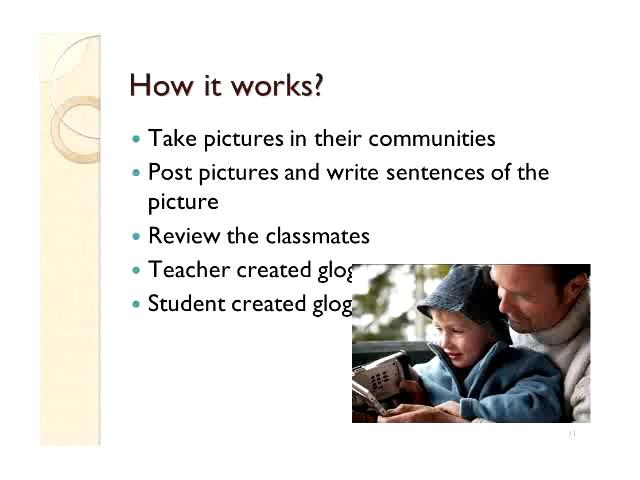 How it works?
Take pictures in their communities
Post pictures and write sentences of the
picture
Review the classmates
Teacher created glog
Student created glog